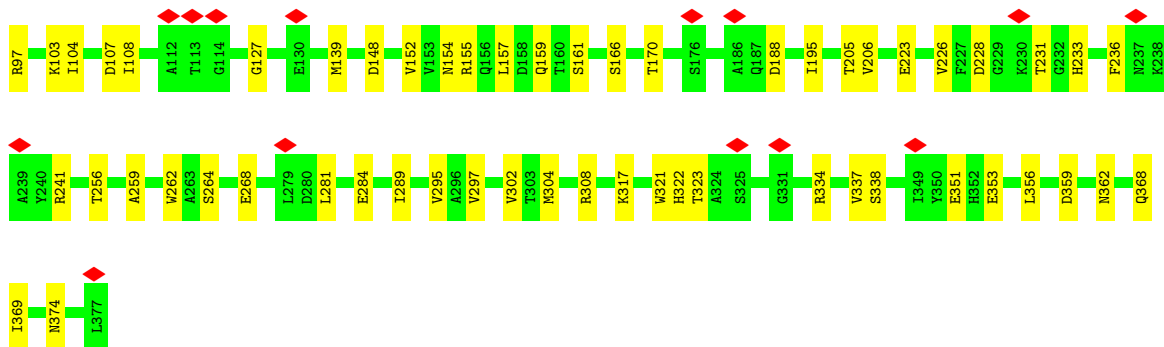 R97 K103 I104 D107 I108 A112 T113 G114 G127 E130 M139 D148 V152 V153 N154 R155 Q156 L157 D158 Q159 T160 S161 S166 T170 S176 A186 Q187 D188 I195 T205 V206 E223 V226 F227 D228 G229 K230 T231 G232 H233 F236 N237 K238
A239 Y240 R241 T256 A259 W262 A263 S264 E268 L279 D280 L281 E284 I289 V295 A296 V297 V302 T303 M304 R308 K317 W321 H322 T323 A324 S325 G331 R334 V337 S338 I349 Y350 E351 H352 E353 L356 D359 N362 Q368
I369 N374 L377